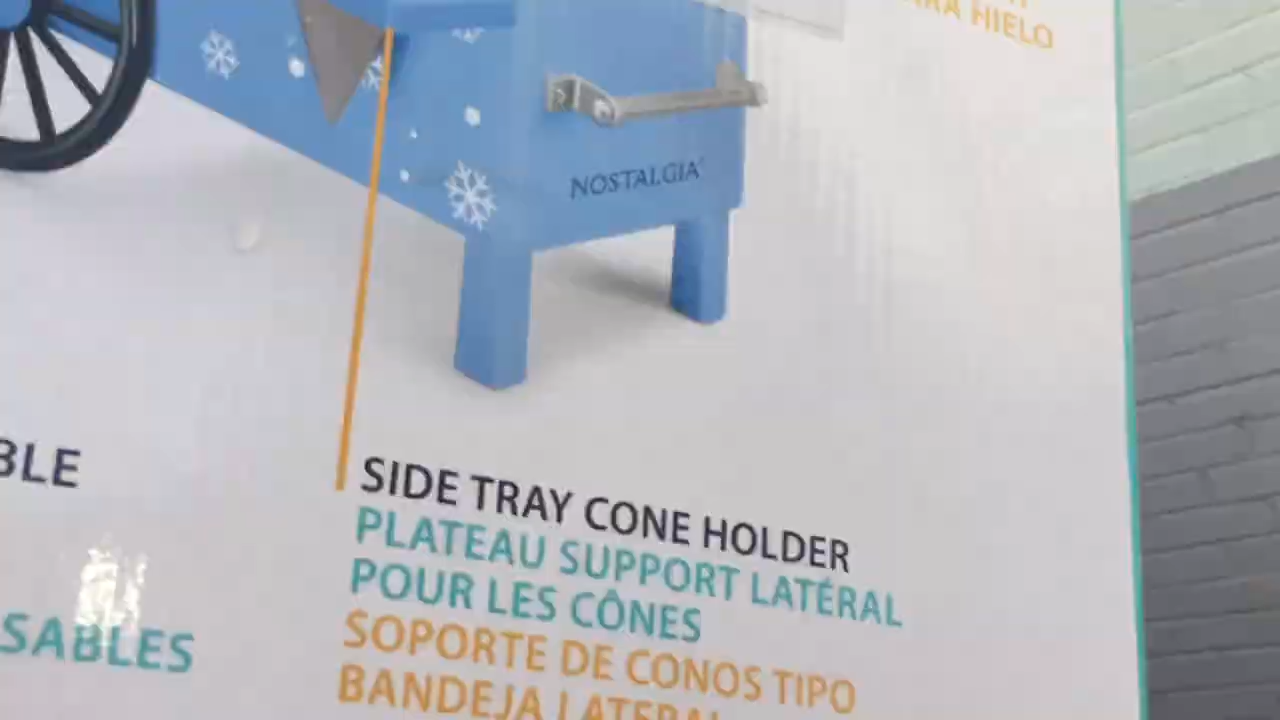 ARA HIELO
NOSTALGIA
BLE
SABLES
SIDE TRAY CONE HOLDER
PLATEAU SUPPORT LATÉRAL
POUR LES CÔNES
SOPORTE DE CONOS TIPO
BANDEJA LATERAL